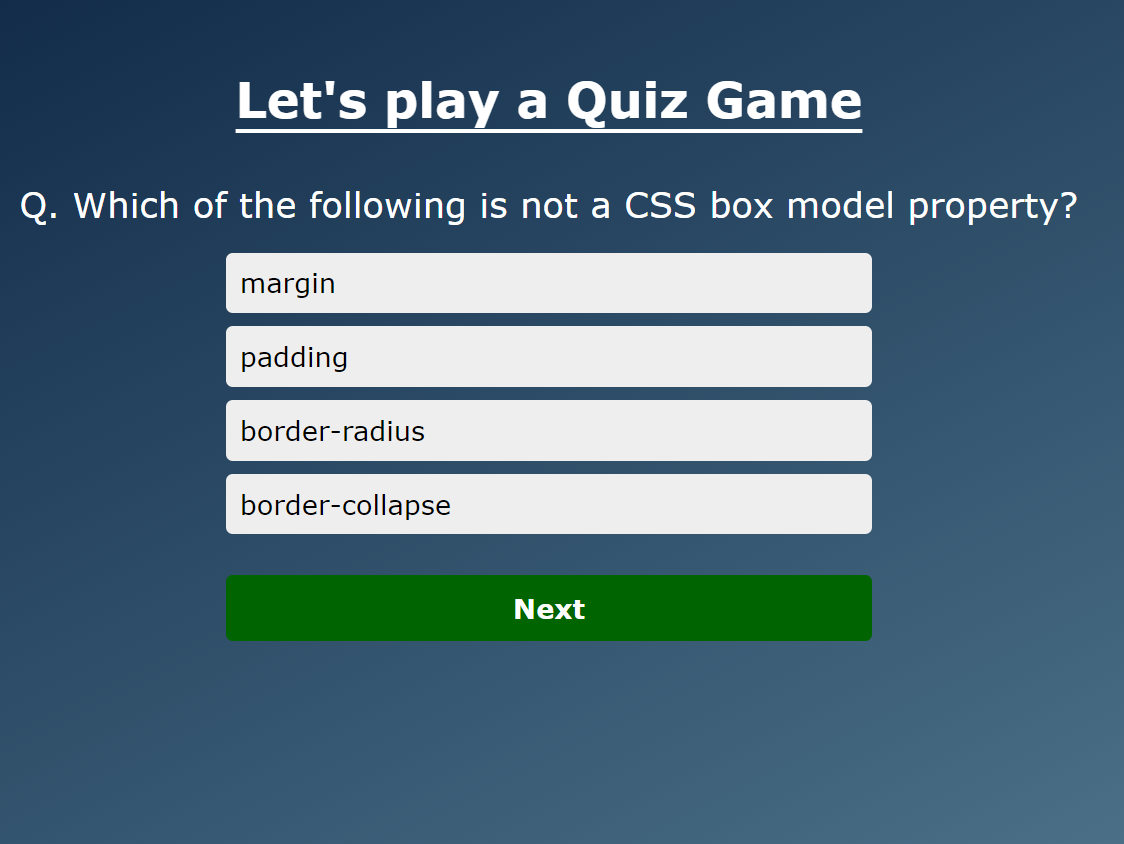 Let's play a Quiz Game
Q. Which of the following is not a CSS box model property?
margin
padding
border-radius
border-collapse
Next